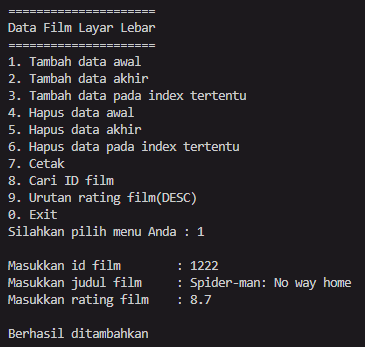 =====================
Data Film Layar Lebar
=====================
1. Tambah data awal
2. Tambah data akhir
3. Tambah data pada index tertentu
4. Hapus data awal
5. Hapus data akhir
6. Hapus data pada index tertentu
7. Cetak
8. Cari ID film
9. Urutan rating film(DESC)
0. Exit
Silahkan pilih menu Anda : 1
Masukkan id film        : 1222
Masukkan judul film     : Spider-man: No way home
Masukkan rating film    : 8.7
Berhasil ditambahkan